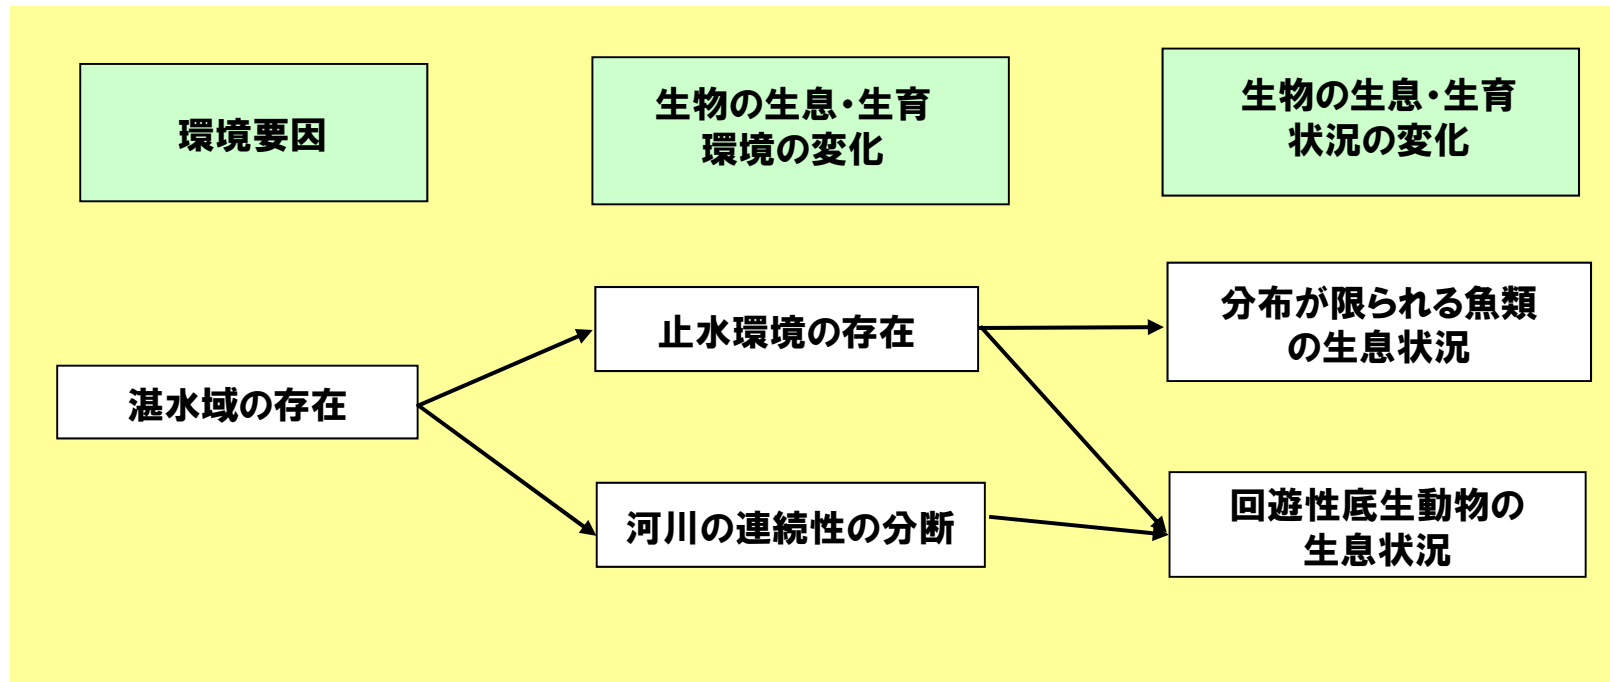 環境要因
生物の生息・生育
環境の変化
生物の生息・生育
状況の変化
湛水域の存在
止水環境の存在
河川の連続性の分断
分布が限られる魚類
の生息状況
回遊性底生動物の
生息状況